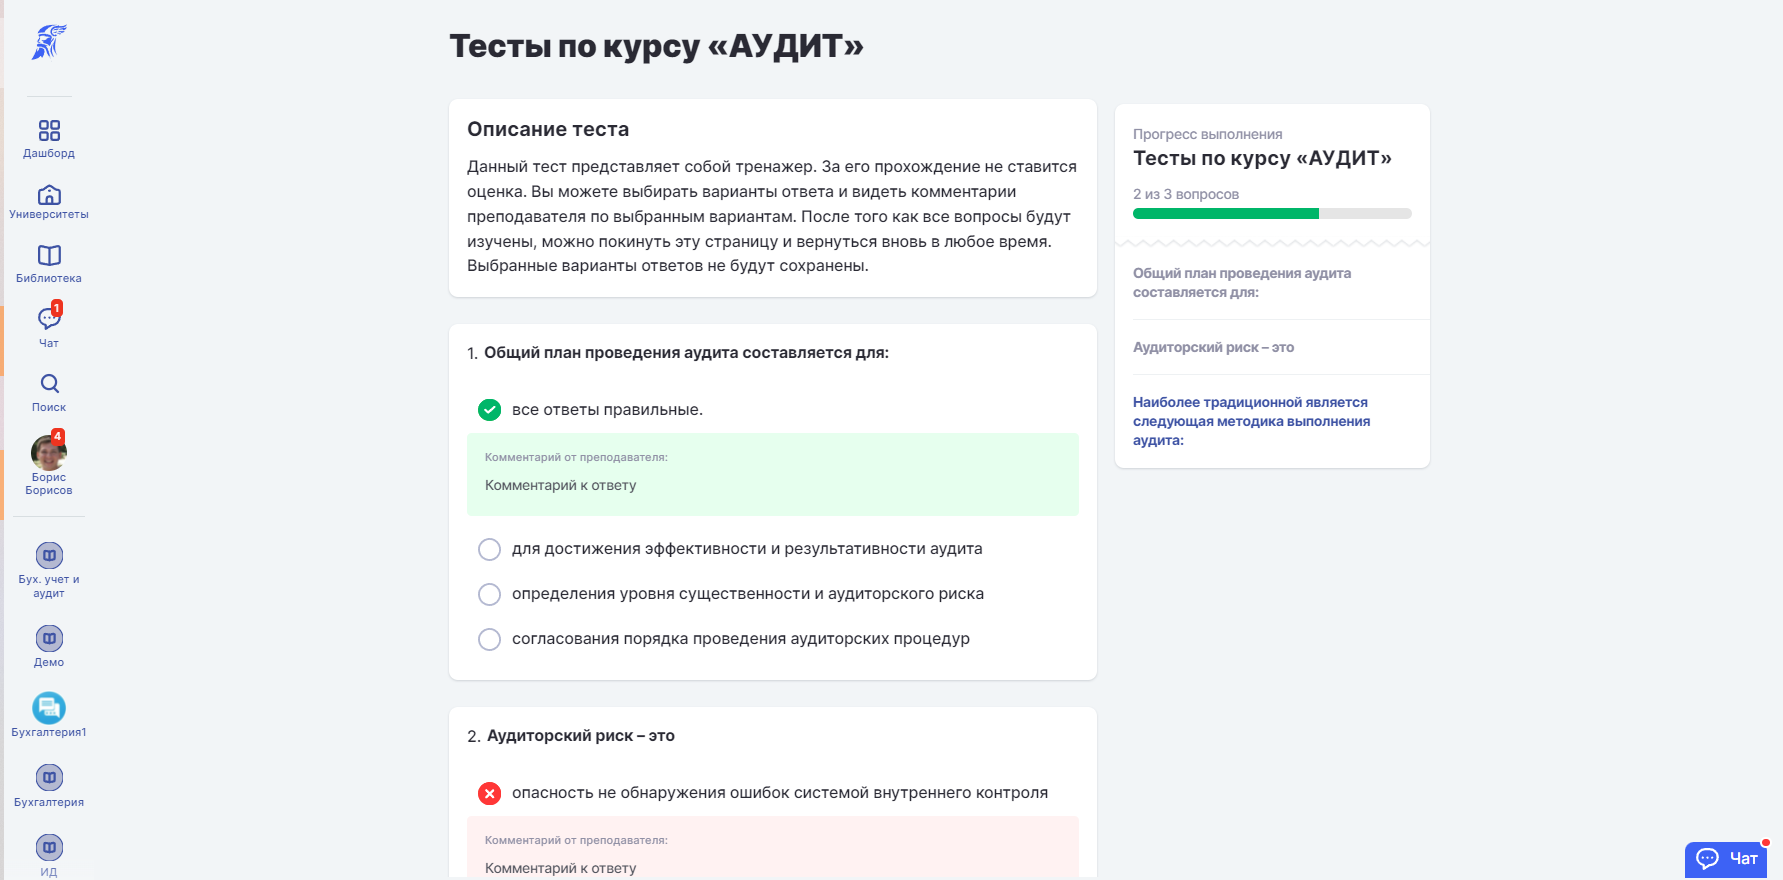 Дашборд
Университеты
Библиотека
1
Чат
Поиск
4
Борис
Борисов
Бух. учет и
аудит
Демо
Бухгалтерия1
Бухгалтерия
ИД
Тесты по курсу «АУДИТ»
Описание теста
Данный тест представляет собой тренажер. За его прохождение не ставится
оценка. Вы можете выбирать варианты ответа и видеть комментарии
преподавателя по выбранным вариантам. После того как все вопросы будут
изучены, можно покинуть эту страницу и вернуться вновь в любое время.
Выбранные варианты ответов не будут сохранены.
1. Общий план проведения аудита составляется для:
все ответы правильные.
Комментарий от преподавателя:
Комментарий к ответу
для достижения эффективности и результативности аудита
определения уровня существенности и аудиторского риска
согласования порядка проведения аудиторских процедур
2. Аудиторский риск – это
опасность не обнаружения ошибок системой внутреннего контроля
Комментарий от преподавателя:
Комментарий к ответу
Прогресс выполнения
Тесты по курсу «АУДИТ»
2 из 3 вопросов
Общий план проведения аудита
составляется для:
Аудиторский риск – это
Наиболее традиционной является
следующая методика выполнения
аудита:
Чат